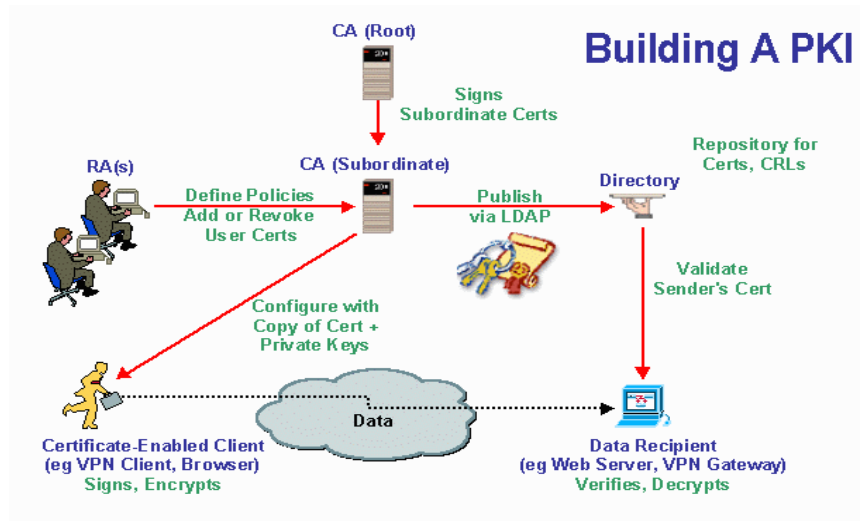 CA (Root)
Building A PKI
Signs
Subordinate Certs
RA(s)
CA (Subordinate)
Repository for
Certs, CRLs
Directory
Define Policies
Add or Revoke
User Certs
Publish
via LDAP
Validate
Sender's Cert
Configure with
Copy of Cert +
Private Keys
Data
Certificate-Enabled Client
(eg VPN Client, Browser)
Signs, Encrypts
Data Recipient
(eg Web Server, VPN Gateway)
Verifies, Decrypts